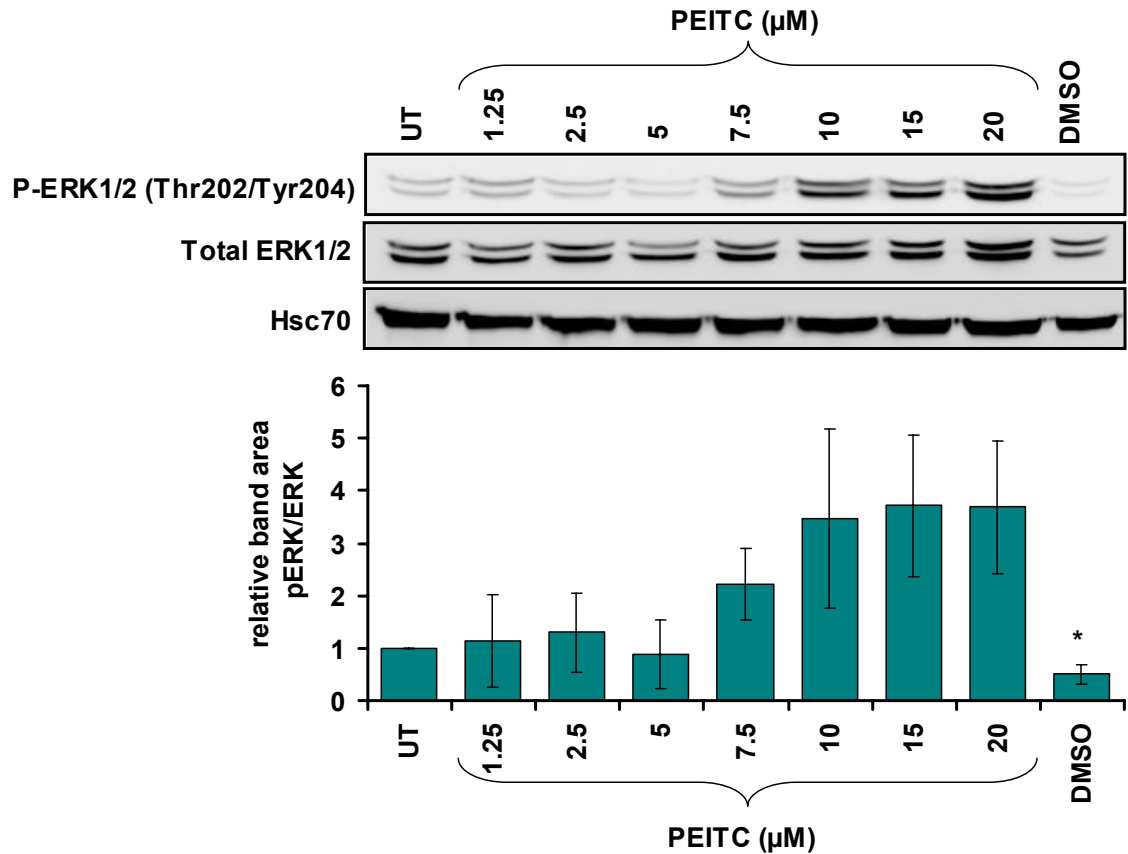 PEITC (µM)
UT 1.25 2.5 5 7.5 10 15 20 DMSO
P-ERK1/2 (Thr202/Tyr204)
Total ERK1/2
Hsc70
relative band area
pERK/ERK
6
5
4
3
2
1
0
*
UT 1.25 2.5 5 7.5 10 15 20 DMSO
PEITC (µM)